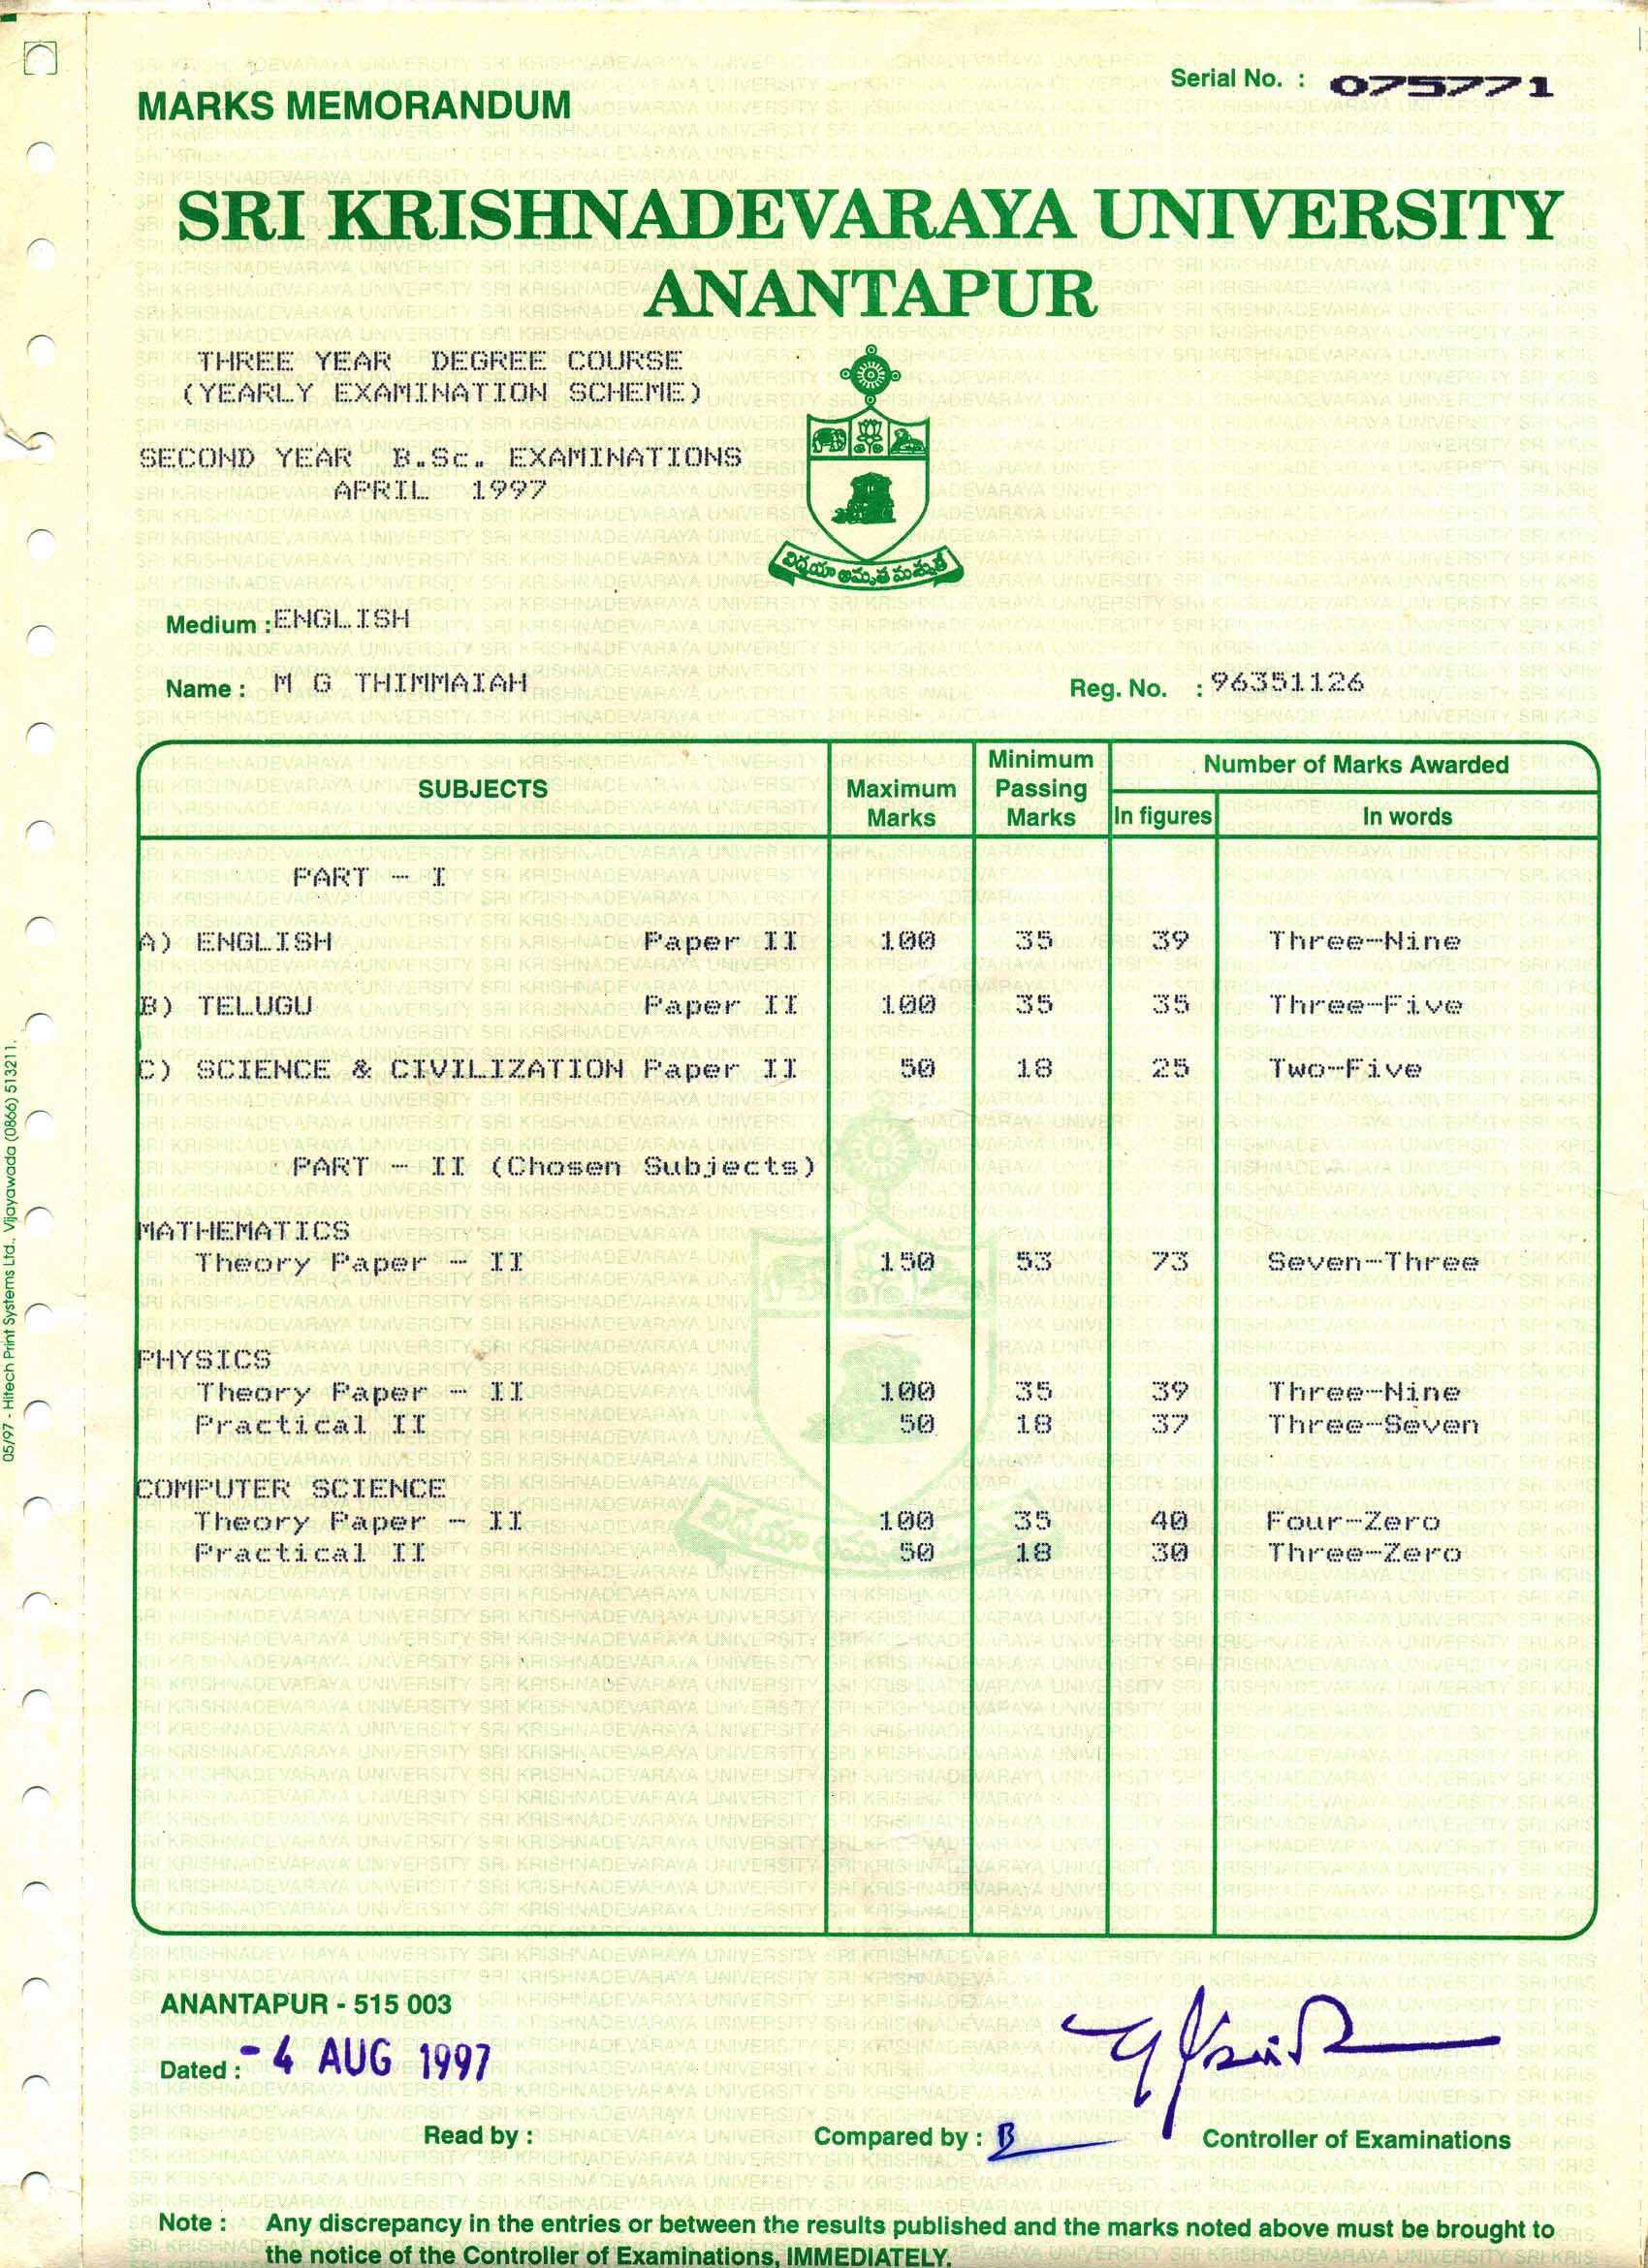 Serial No. : 075771
MARKS MEMORANDUM
SRI KRISHNADEVARAYA UNIVERSITY
ANANTAPUR
THREE YEAR DEGREE COURSE
(YEARLY EXAMINATION SCHEME)
SECOND YEAR B.Sc. EXAMINATIONS
APRIL 1997
Medium : ENGLISH
Name : M G THIMMAIAH Reg. No. : 96351126
SUBJECTS Maximum Marks Minimum Passing Marks Number of Marks Awarded
In figures In words
PART - I
A) ENGLISH Paper II 100 35 39 Three-Nine
B) TELUGU Paper II 100 35 35 Three-Five
C) SCIENCE & CIVILIZATION Paper II 50 18 25 Two-Five
PART - II (Chosen Subjects)
MATHEMATICS
Theory Paper - II 150 53 73 Seven-Three
PHYSICS
Theory Paper - II 100 35 39 Three-Nine
Practical II 50 18 37 Three-Seven
COMPUTER SCIENCE
Theory Paper - II 100 35 40 Four-Zero
Practical II 50 18 30 Three-Zero
ANANTAPUR - 515 003
Dated : - 4 AUG 1997
Read by : Compared by : Controller of Examinations
Note : Any discrepancy in the entries or between the results published and the marks noted above must be brought to
the notice of the Controller of Examinations, IMMEDIATELY.
05/97 - Hitech Print Systems Ltd., Vijayawada (0866) 513211.